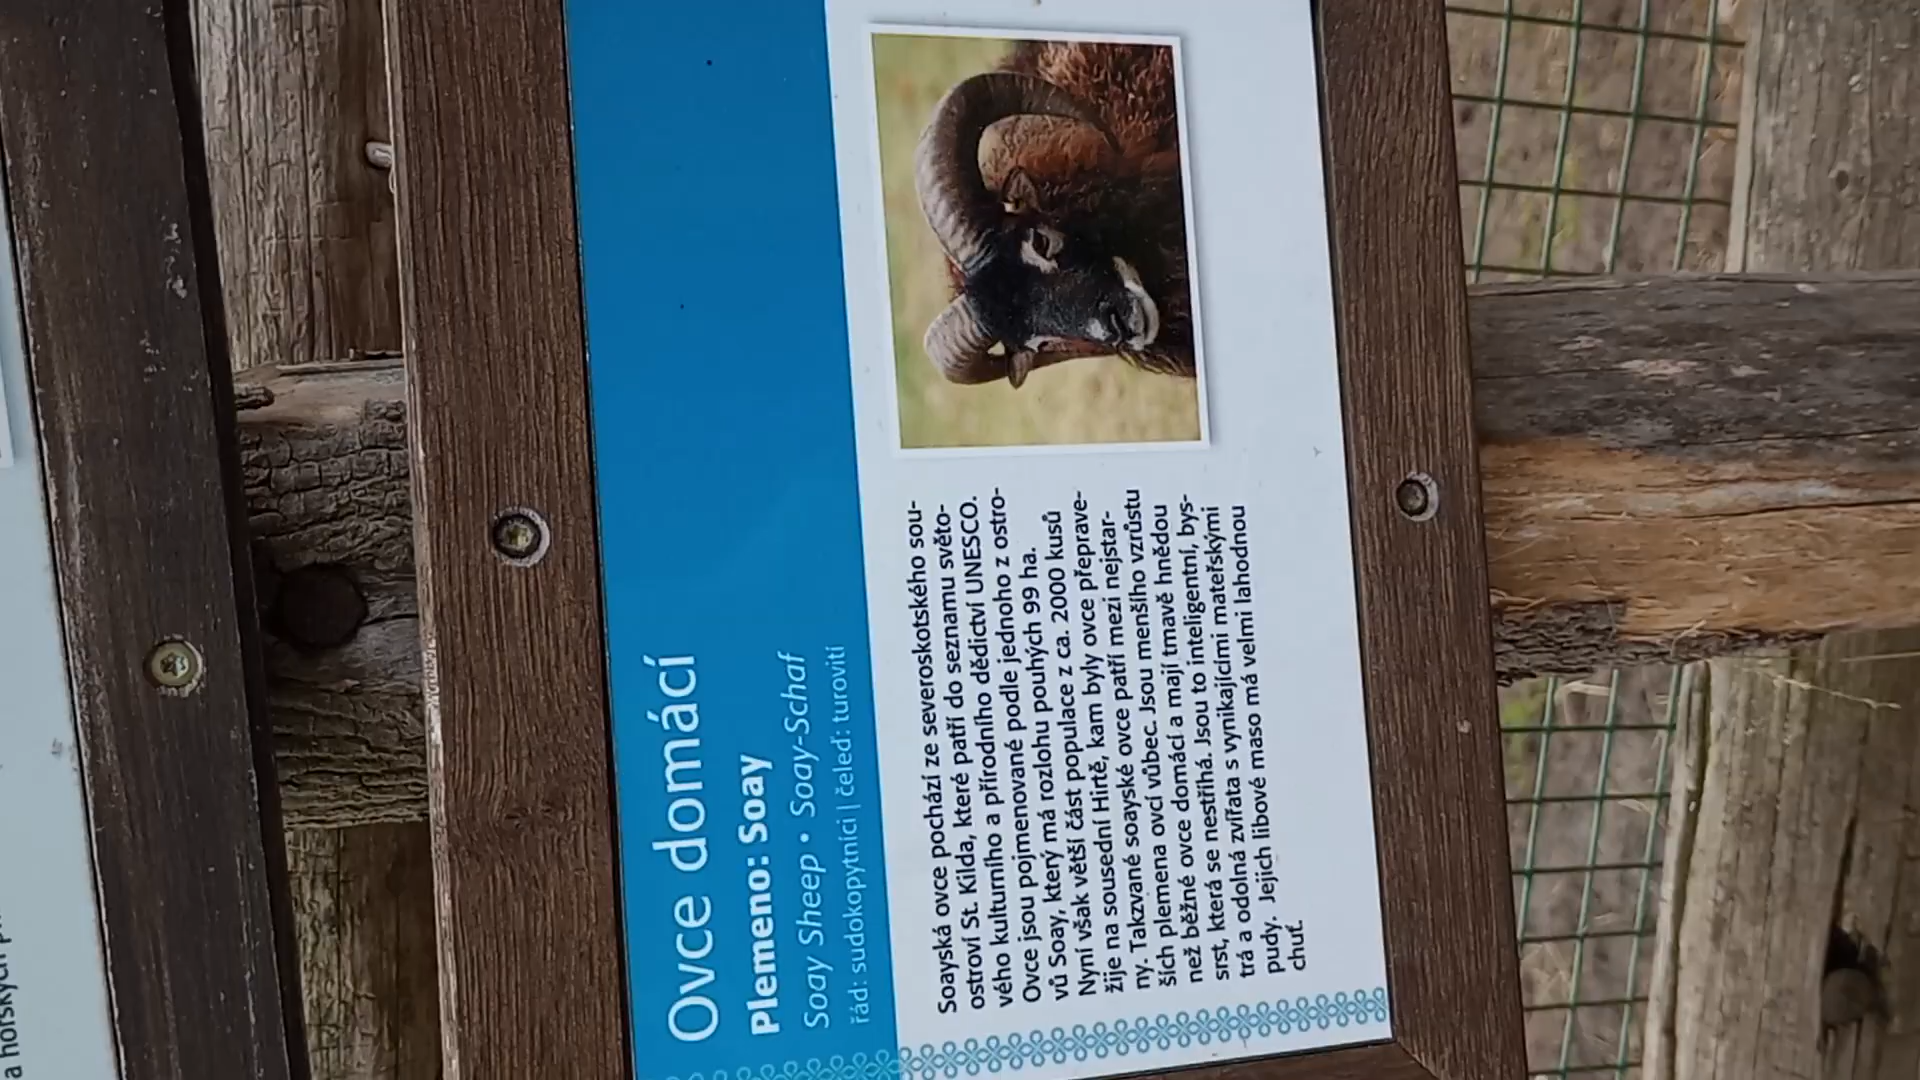 Ovce domácí
Plemeno: Soay
Soay Sheep • Soay-Schaf
řád: sudokopytníci | čeleď: turovití
Soayská ovce pochází ze severoskotského sou-
ostroví St. Kilda, které patří do seznamu světo-
vého kulturního a přírodního dědictví UNESCO.
Ovce jsou pojmenované podle jednoho z ostro-
vů Soay, který má rozlohu pouhých 99 ha.
Nyní však větší část populace z ca. 2000 kusů
žije na sousední Hirtě, kam byly ovce přeprave-
ny. Takzvané soayské ovce patří mezi nejstar-
ších plemena ovcí vůbec. Jsou menšího vzrůstu
než běžné ovce domácí a mají tmavě hnědou
srst, která se nestříhá. Jsou to inteligentní, bys-
trá a odolná zvířata s vynikajícími mateřskými
pudy. Jejich libové maso má velmi lahodnou
chuť.